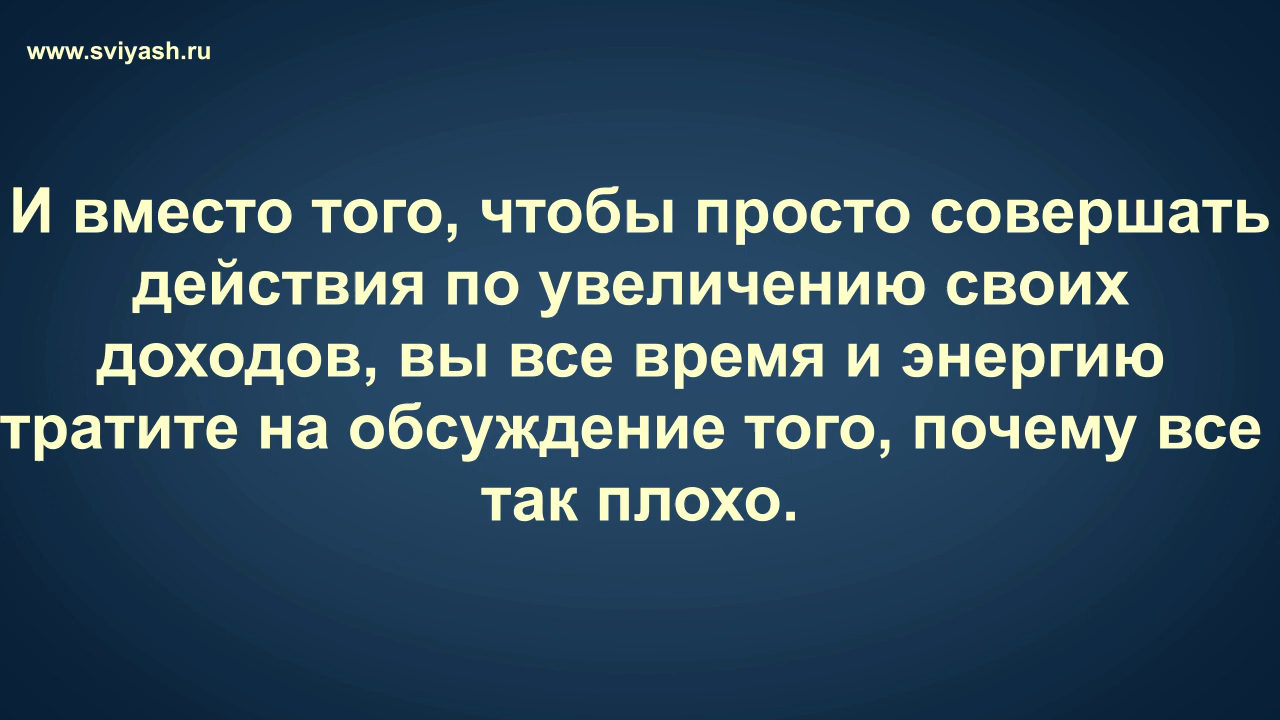 www.sviyash.ru
И вместо того, чтобы просто совершать
действия по увеличению своих
доходов, вы все время и энергию
тратите на обсуждение того, почему все
так плохо.